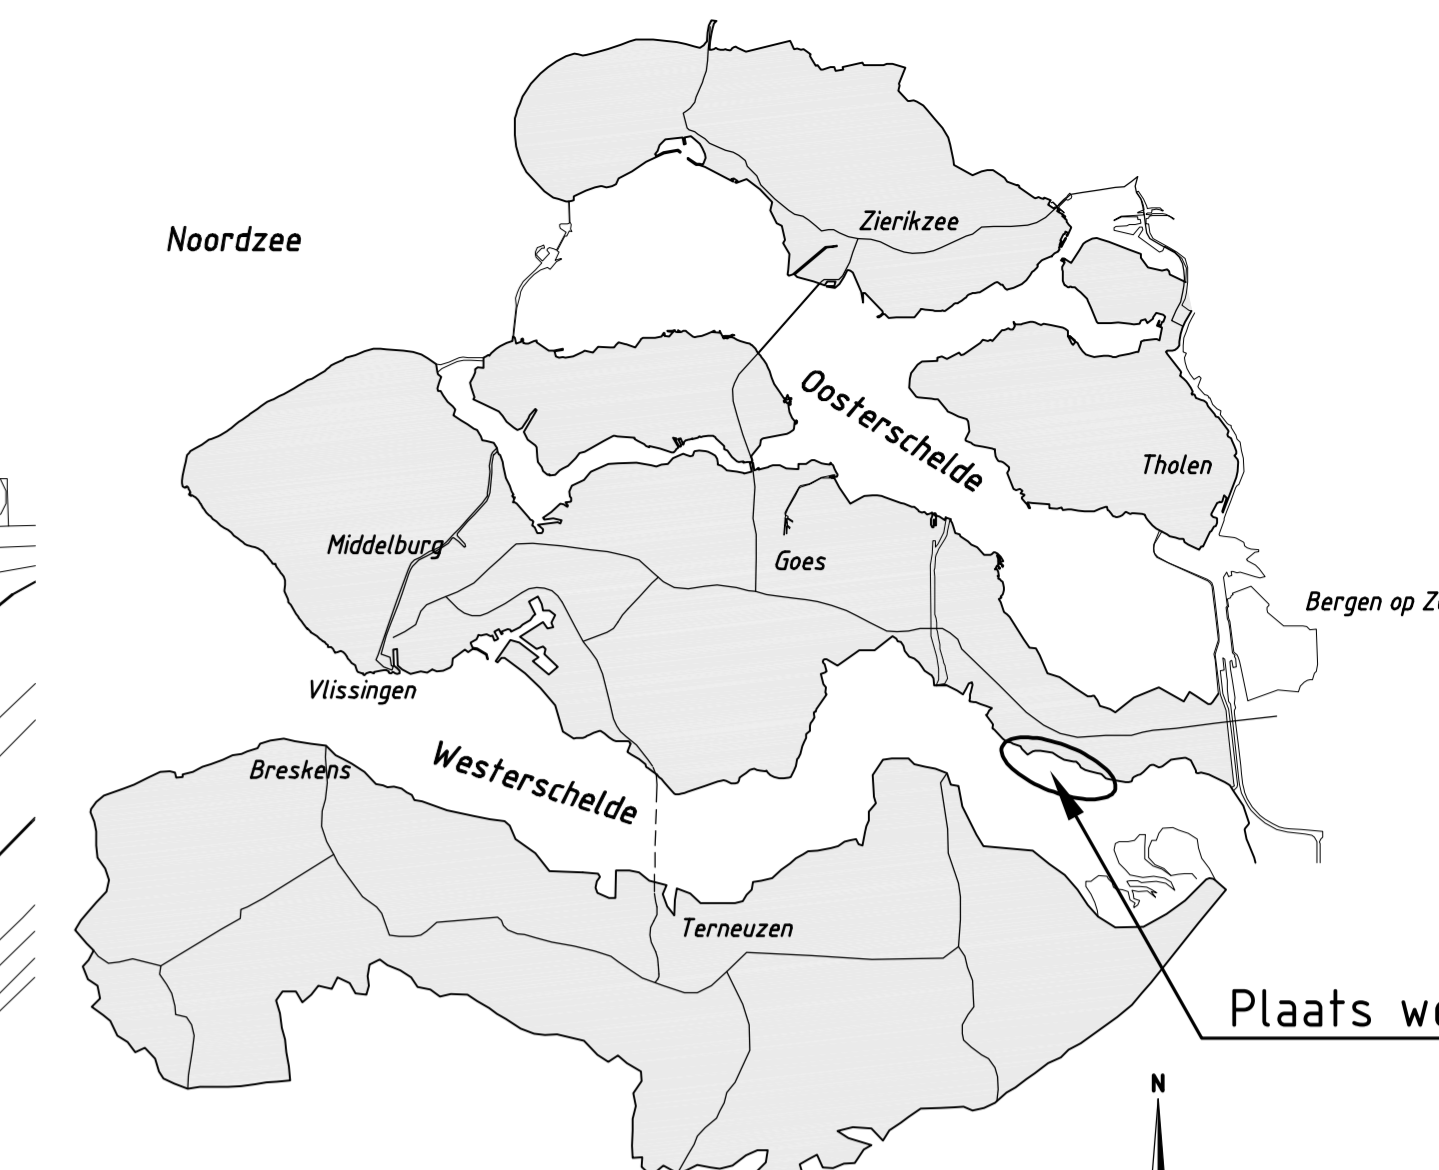 Noordzee
Zierikzee
Oosterschelde
Tholen
Middelburg
Goes
Bergen op
Vlissingen
Westerschelde
Breskens
Terneuzen
Plaats
N